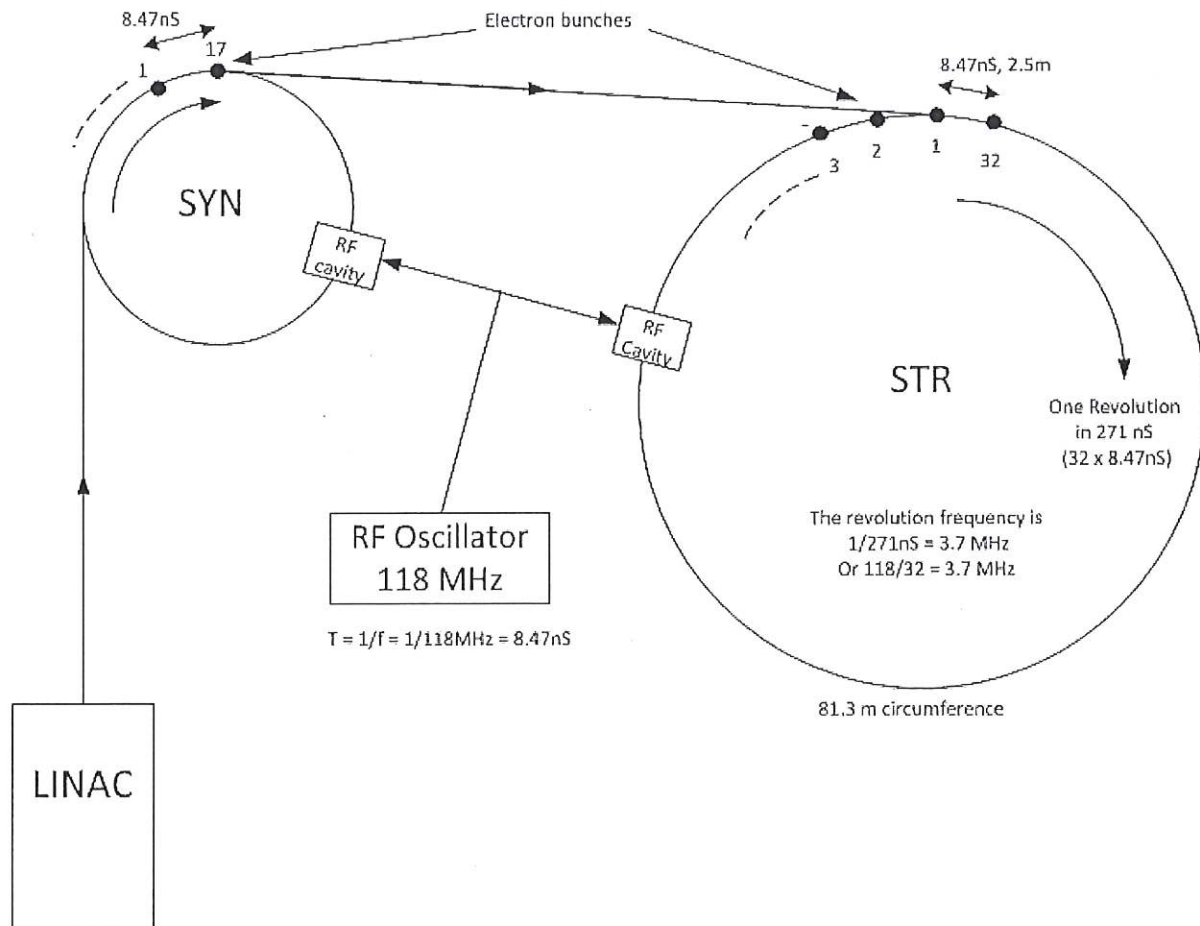 8.47nS
Electron bunches
17
1
8.47nS, 2.5m
3
2
1
32
SYN
RF
cavity
RF
Cavity
STR
One Revolution
in 271 nS
(32 x 8.47nS)
RF Oscillator
118 MHz
The revolution frequency is
1/271nS = 3.7 MHz
Or 118/32 = 3.7 MHz
T = 1/f = 1/118MHz = 8.47nS
81.3 m circumference
LINAC